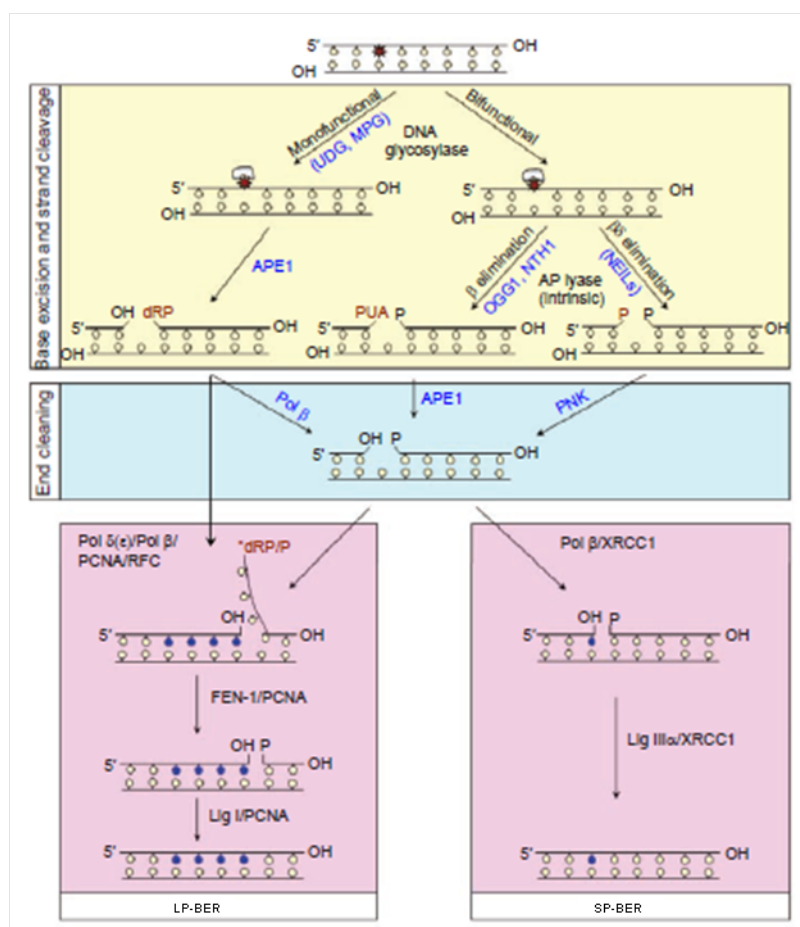 5' OH
OH
Base excision and strand cleavage
Monofunctional
(UDG, MPG)
DNA
glycosylase
Bifunctional
5' OH
OH
5' OH
OH
APE1
β elimination
OGG1, NTH1
AP lyase
(intrinsic)
βδ elimination
(NEILs)
OH dRP
5' OH
OH
PUA P
5' OH
OH
P P
5' OH
OH
End cleaning
Pol β
APE1
PNK
OH P
5' OH
Pol δ(ε)/Pol β/
PCNA/RFC
*dRP/P
OH
5' OH
FEN-1/PCNA
OH P
5' OH
Lig I/PCNA
5' OH
LP-BER
Pol β/XRCC1
OH P
5' OH
Lig IIIα/XRCC1
5' OH
SP-BER